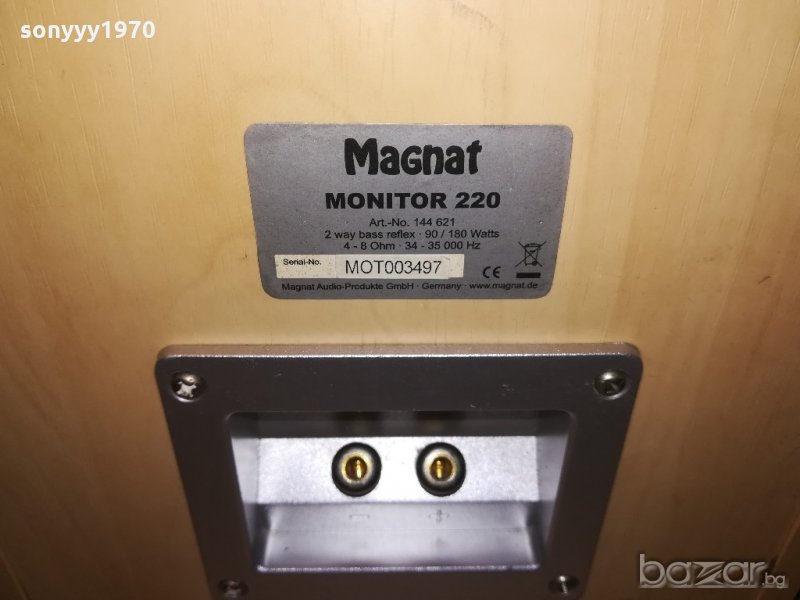 sonyyy1970
Magnat
MONITOR 220
Art.-No. 144 621
2 way bass reflex · 90 / 180 Watts
4 - 8 Ohm · 34 - 35 000 Hz
Serial-No. MOT003497 CE
Magnat Audio-Produkte GmbH · Germany · www.magnat.de
- +
bazar.bg